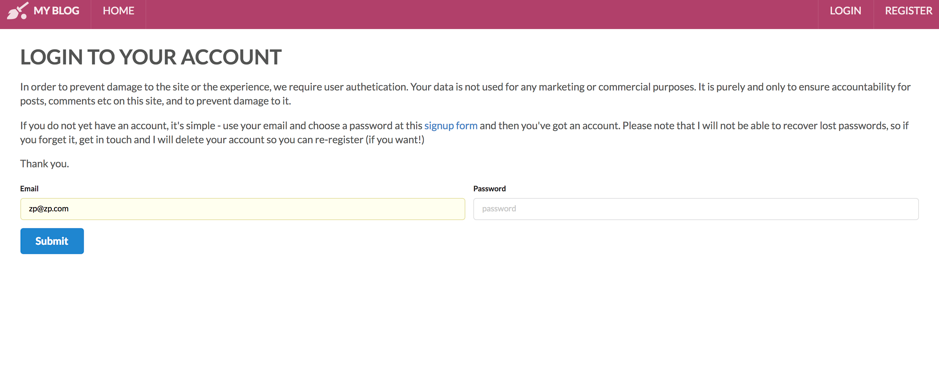 MY BLOG HOME LOGIN REGISTER
LOGIN TO YOUR ACCOUNT
In order to prevent damage to the site or the experience, we require user authetication. Your data is not used for any marketing or commercial purposes. It is purely and only to ensure accountability for
posts, comments etc on this site, and to prevent damage to it.
If you do not yet have an account, it's simple - use your email and choose a password at this signup form and then you've got an account. Please note that I will not be able to recover lost passwords, so if
you forget it, get in touch and I will delete your account so you can re-register (if you want!)
Thank you.
Email Password
zp@zp.com password
Submit